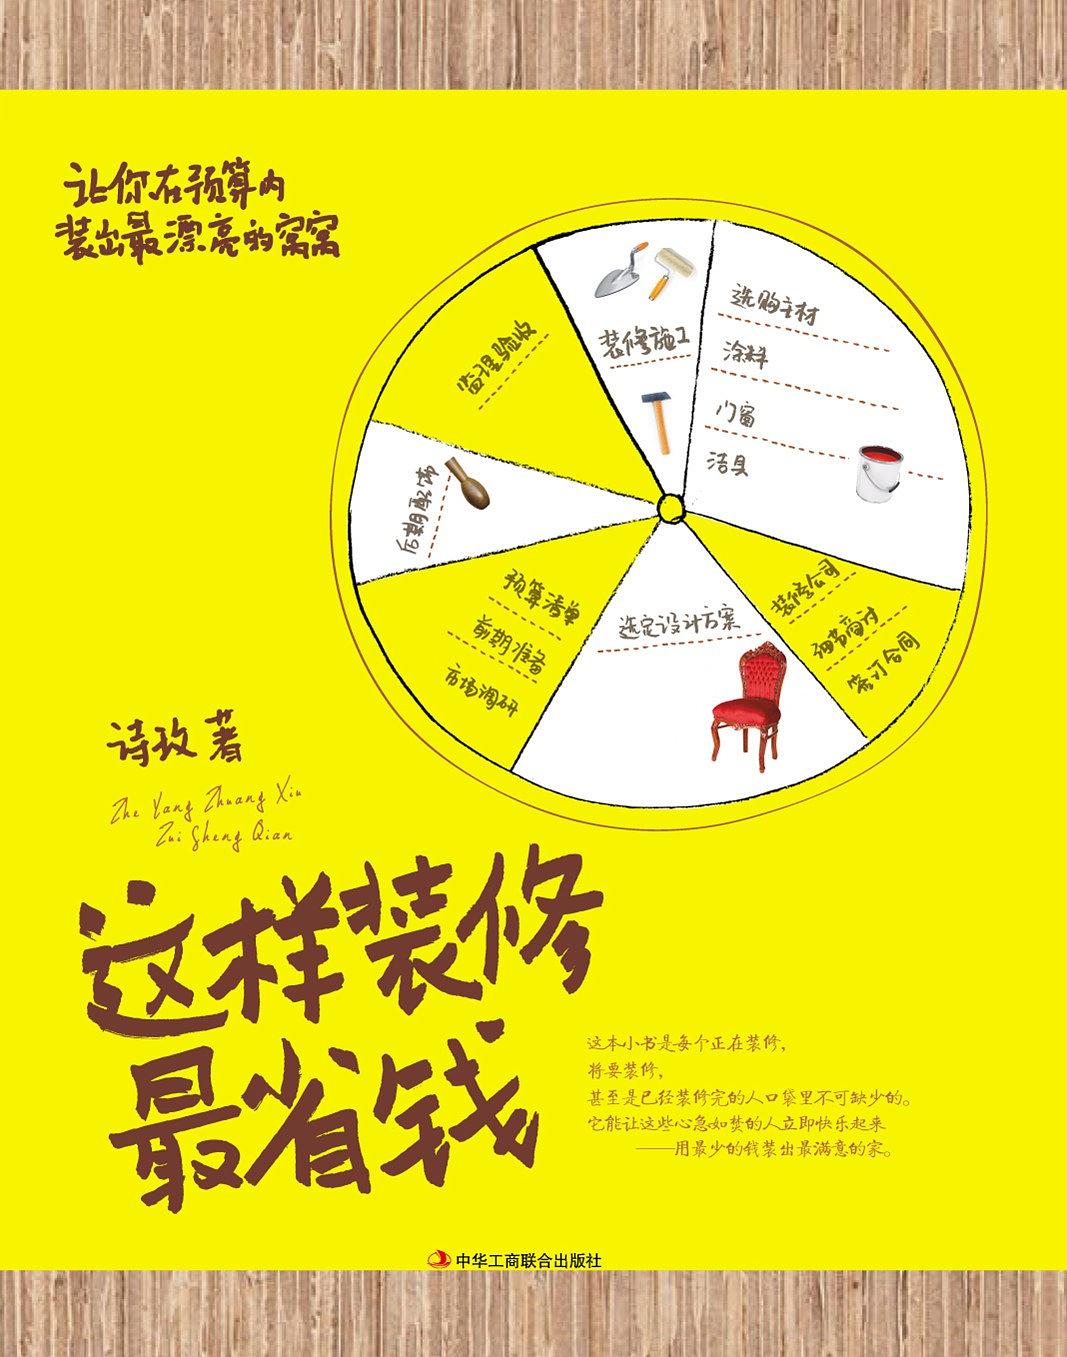 让你在预算内
装出最漂亮的窝窝
监理验收
装修施工
选购主材
涂料
门窗
洁具
后期配饰
预算清单
前期准备
市场调研
选定设计方案
装修公司
细节商讨
签订合同
诗玫 著
Zhe Yang Zhuang Xiu
Zui Sheng Qian
这样装修
最省钱
这本小书是每个正在装修,
将要装修,
甚至是已经装修完的人口袋里不可缺少的。
它能让这些心急如焚的人立即快乐起来
——用最少的钱装出最满意的家。
中华工商联合出版社